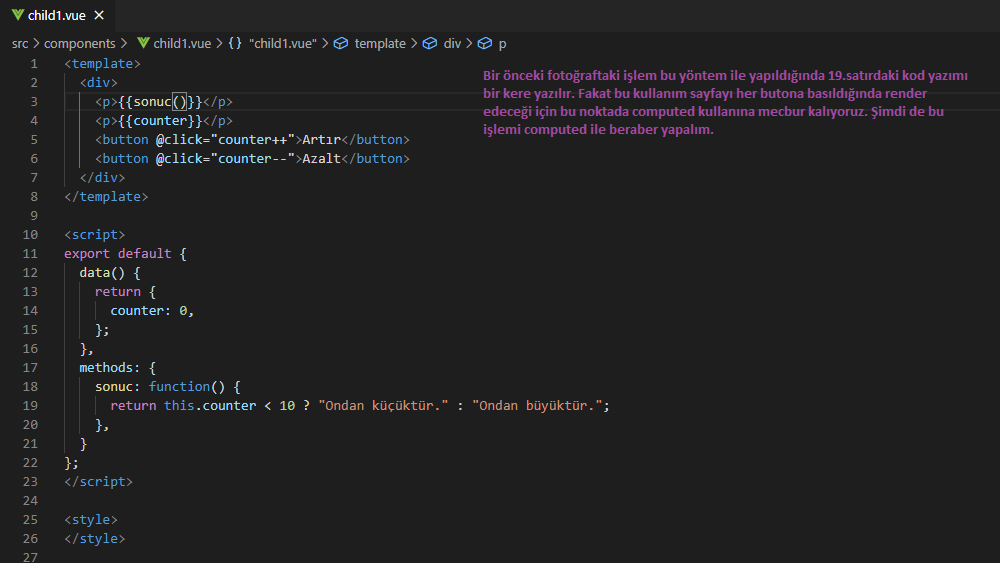 child1.vue ×
src > components > child1.vue > {} "child1.vue" > template > div > p
1 <template>
2 <div>
3 <p>{{sonuc()}}</p>
4 <p>{{counter}}</p>
5 <button @click="counter++">Artır</button>
6 <button @click="counter--">Azalt</button>
7 </div>
8 </template>
9
10 <script>
11 export default {
12 data() {
13 return {
14 counter: 0,
15 };
16 },
17 methods: {
18 sonuc: function() {
19 return this.counter < 10 ? "Ondan küçüktür." : "Ondan büyüktür.";
20 },
21 }
22 };
23 </script>
24
25 <style>
26 </style>
27
Bir önceki fotoğraftaki işlem bu yöntem ile yapıldığında 19.satırdaki kod yazımı
bir kere yazılır. Fakat bu kullanım sayfayı her butona basıldığında render
edeceği için bu noktada computed kullanına mecbur kalıyoruz. Şimdi de bu
işlemi computed ile beraber yapalım.